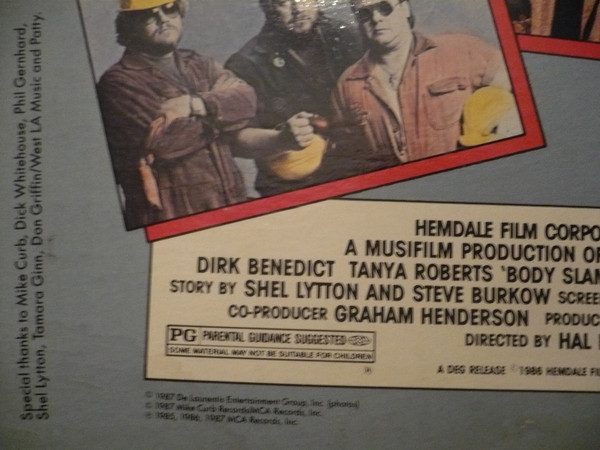 Special thanks to Mike Curb, Dick Whitehouse, Phil Gernhard,
Shel Lytton, Tamara Ginn, Don Griffin/West LA Music and Patty.
HEMDALE FILM CORPO
A MUSIFILM PRODUCTION OF
DIRK BENEDICT TANYA ROBERTS 'BODY SLAM
STORY BY SHEL LYTTON AND STEVE BURKOW SCREE
CO-PRODUCER GRAHAM HENDERSON PRODUC
DIRECTED BY HAL
PG PARENTAL GUIDANCE SUGGESTED
SOME MATERIAL MAY NOT BE SUITABLE FOR CHILDREN
A DEG RELEASE ©1986 HEMDALE FIL
© 1987 De Laurentis Entertainment Group, Inc. (photos)
© 1987 Mike Curb Records/MCA Records, Inc.
℗ 1985, 1986, 1987 MCA Records, Inc.